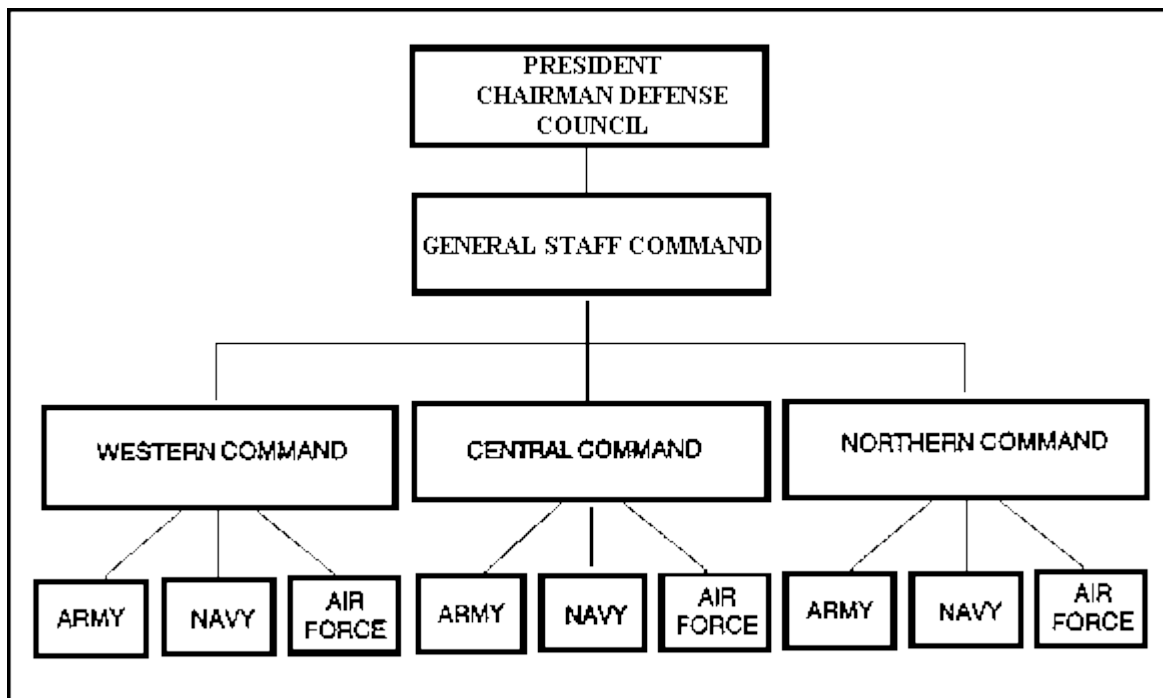 PRESIDENT
CHAIRMAN DEFENSE
COUNCIL
GENERAL STAFF COMMAND
WESTERN COMMAND
CENTRAL COMMAND
NORTHERN COMMAND
ARMY
NAVY
AIR
FORCE
ARMY
NAVY
AIR
FORCE
ARMY
NAVY
AIR
FORCE